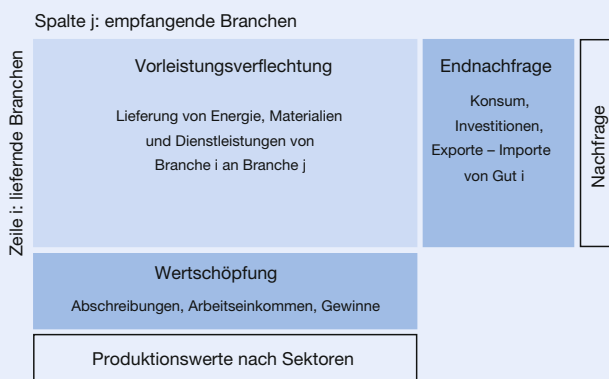 Spalte j: empfangende Branchen
Zeile i: liefernde Branchen
Vorleistungsverflechtung
Lieferung von Energie, Materialien
und Dienstleistungen von
Branche i an Branche j
Endnachfrage
Konsum,
Investitionen,
Exporte – Importe
von Gut i
Nachfrage
Wertschöpfung
Abschreibungen, Arbeitseinkommen, Gewinne
Produktionswerte nach Sektoren